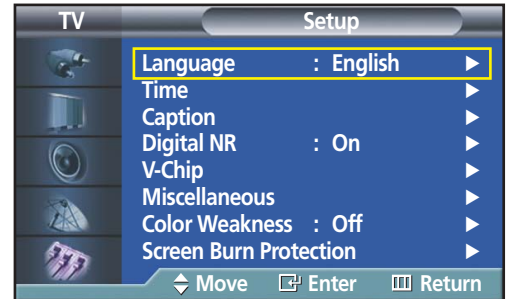 TV Setup
Language : English
Time
Caption
Digital NR : On
V-Chip
Miscellaneous
Color Weakness : Off
Screen Burn Protection
Move Enter Return